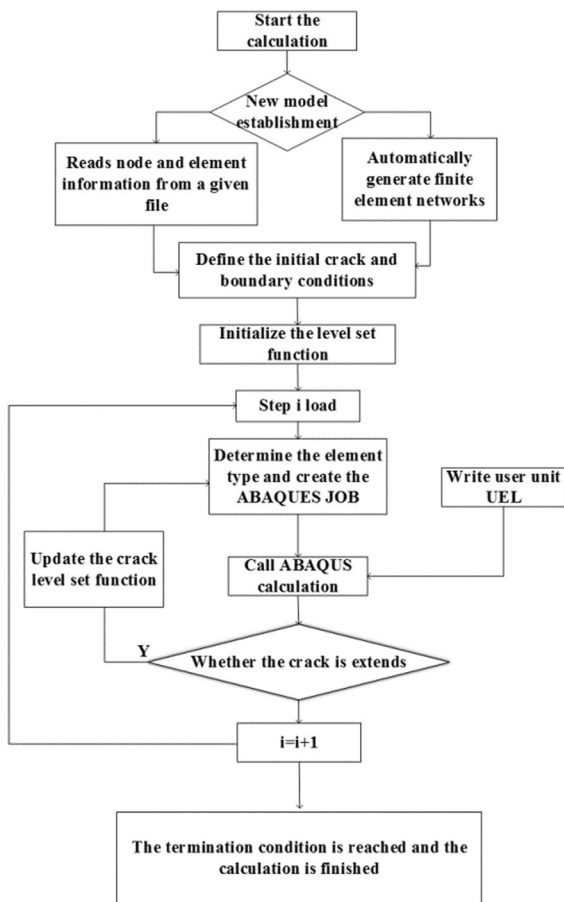 Start the
calculation
New model
establishment
Reads node and element
information from a given
file
Automatically
generate finite
element networks
Define the initial crack and
boundary conditions
Initialize the level set
function
Step i load
Determine the element
type and create the
ABAQUES JOB
Write user unit
UEL
Update the crack
level set function
Call ABAQUS
calculation
Y
Whether the crack is extends
i=i+1
The termination condition is reached and the
calculation is finished